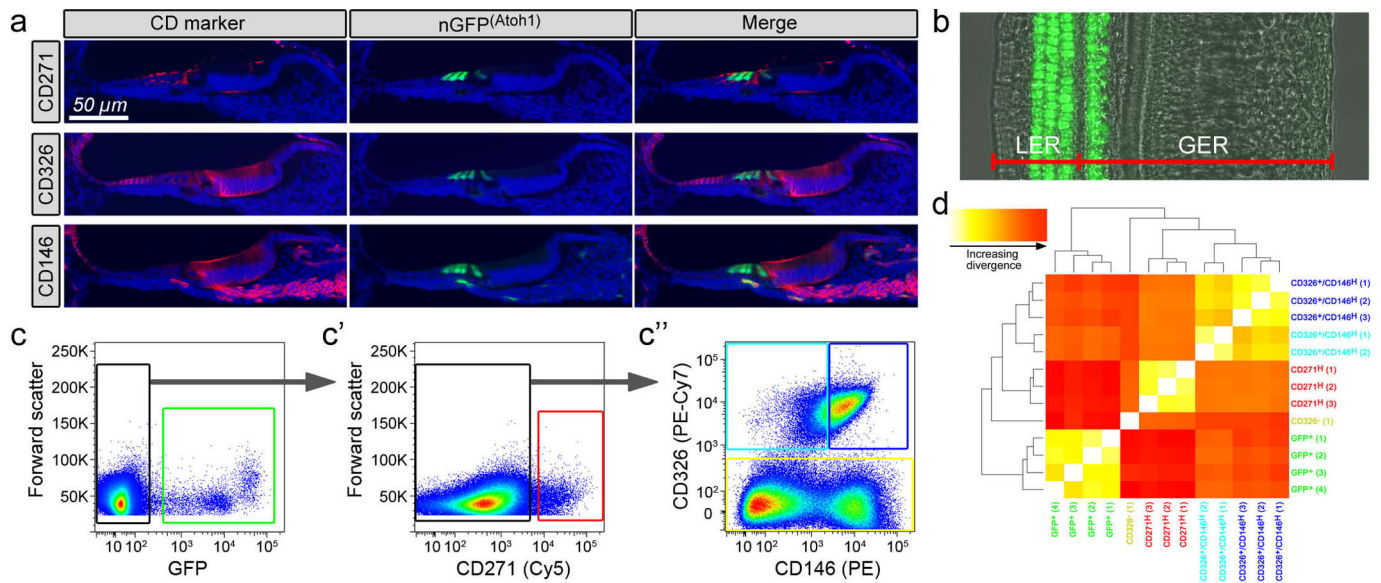 a
CD marker
nGFP(Atoh1)
Merge
CD271
50 µm
CD326
CD146
b
LER
GER
c
Forward scatter
250K
200K
150K
100K
50K
10 10² 10³ 10⁴ 10⁵
GFP
c'
Forward scatter
250K
200K
150K
100K
50K
10 10² 10³ 10⁴ 10⁵
CD271 (Cy5)
c''
CD326 (PE-Cy7)
10⁵
10⁴
10³
10²
0
0 10² 10³ 10⁴ 10⁵
CD146 (PE)
d
Increasing
divergence
CD326⁺/CD146ᴴ (1)
CD326⁺/CD146ᴴ (2)
CD326⁺/CD146ᴴ (3)
CD326⁺/CD146ᴴ (1)
CD326⁺/CD146ᴴ (2)
CD271ᴴ (1)
CD271ᴴ (2)
CD271ᴴ (3)
CD326⁻ (1)
GFP⁺ (1)
GFP⁺ (2)
GFP⁺ (3)
GFP⁺ (4)
GFP⁺ (4)
GFP⁺ (3)
GFP⁺ (2)
GFP⁺ (1)
CD326⁻ (1)
CD271ᴴ (3)
CD271ᴴ (2)
CD271ᴴ (1)
CD326⁺/CD146ᴴ (2)
CD326⁺/CD146ᴴ (1)
CD326⁺/CD146ᴴ (3)
CD326⁺/CD146ᴴ (2)
CD326⁺/CD146ᴴ (1)